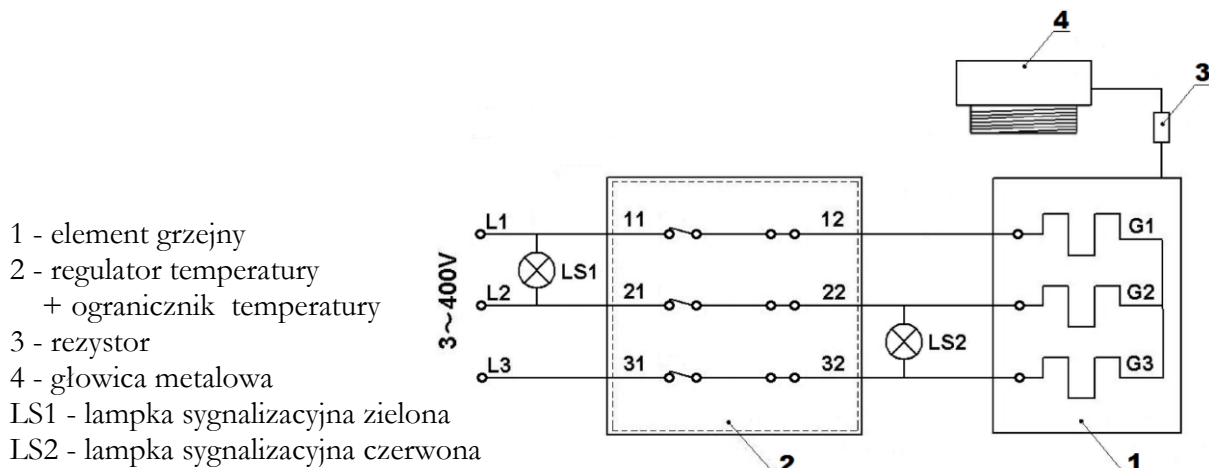 4
3
L1
11
12
G1
LS1
3~400V
L2
21
22
G2
LS2
L3
31
32
G3
2
1
1 - element grzejny
2 - regulator temperatury
+ ogranicznik temperatury
3 - rezystor
4 - głowica metalowa
LS1 - lampka sygnalizacyjna zielona
LS2 - lampka sygnalizacyjna czerwona